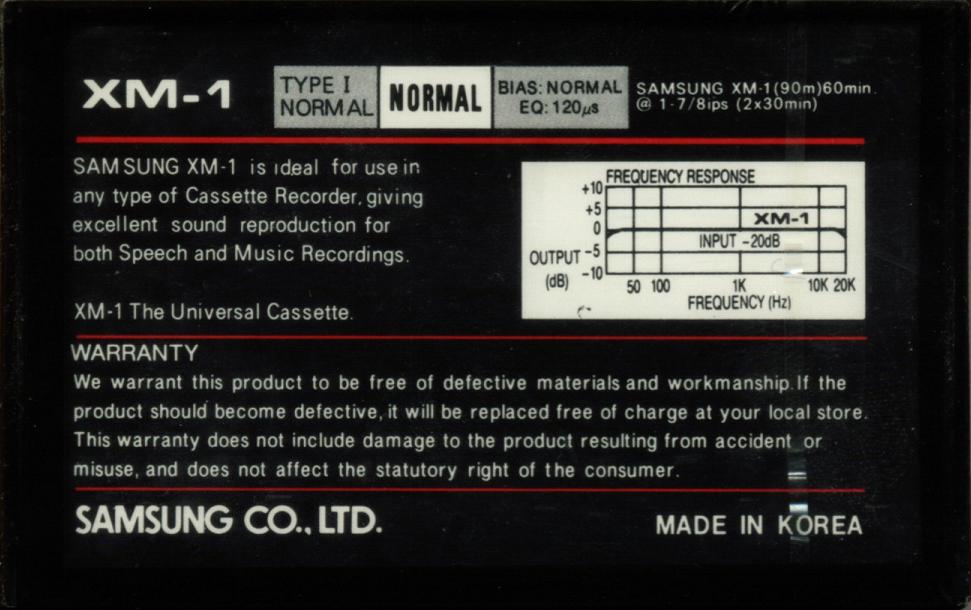 XM-1
TYPE I
NORMAL
NORMAL
BIAS: NORMAL
EQ: 120µs
SAMSUNG XM-1(90m)60min.
@ 1-7/8ips (2x30min)
SAMSUNG XM-1 is ideal for use in
any type of Cassette Recorder, giving
excellent sound reproduction for
both Speech and Music Recordings.
XM-1 The Universal Cassette.
FREQUENCY RESPONSE
+10
+5
XM-1
0
INPUT -20dB
OUTPUT -5
(dB) -10
50 100 1K 10K 20K
FREQUENCY (Hz)
WARRANTY
We warrant this product to be free of defective materials and workmanship. If the
product should become defective, it will be replaced free of charge at your local store.
This warranty does not include damage to the product resulting from accident or
misuse, and does not affect the statutory right of the consumer.
SAMSUNG CO., LTD.
MADE IN KOREA